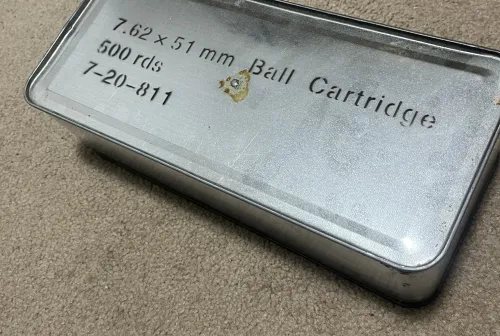 7.62 × 51 mm Ball Cartridge
500 rds
7-20-811